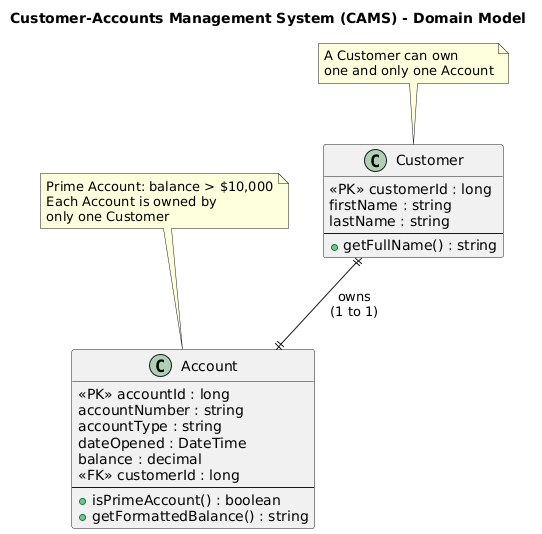 Customer-Accounts Management System (CAMS) - Domain Model
A Customer can own
one and only one Account
C Customer
«PK» customerId : long
firstName : string
lastName : string
getFullName() : string
Prime Account: balance > $10,000
Each Account is owned by
only one Customer
owns
(1 to 1)
C Account
«PK» accountId : long
accountNumber : string
accountType : string
dateOpened : DateTime
balance : decimal
«FK» customerId : long
isPrimeAccount() : boolean
getFormattedBalance() : string